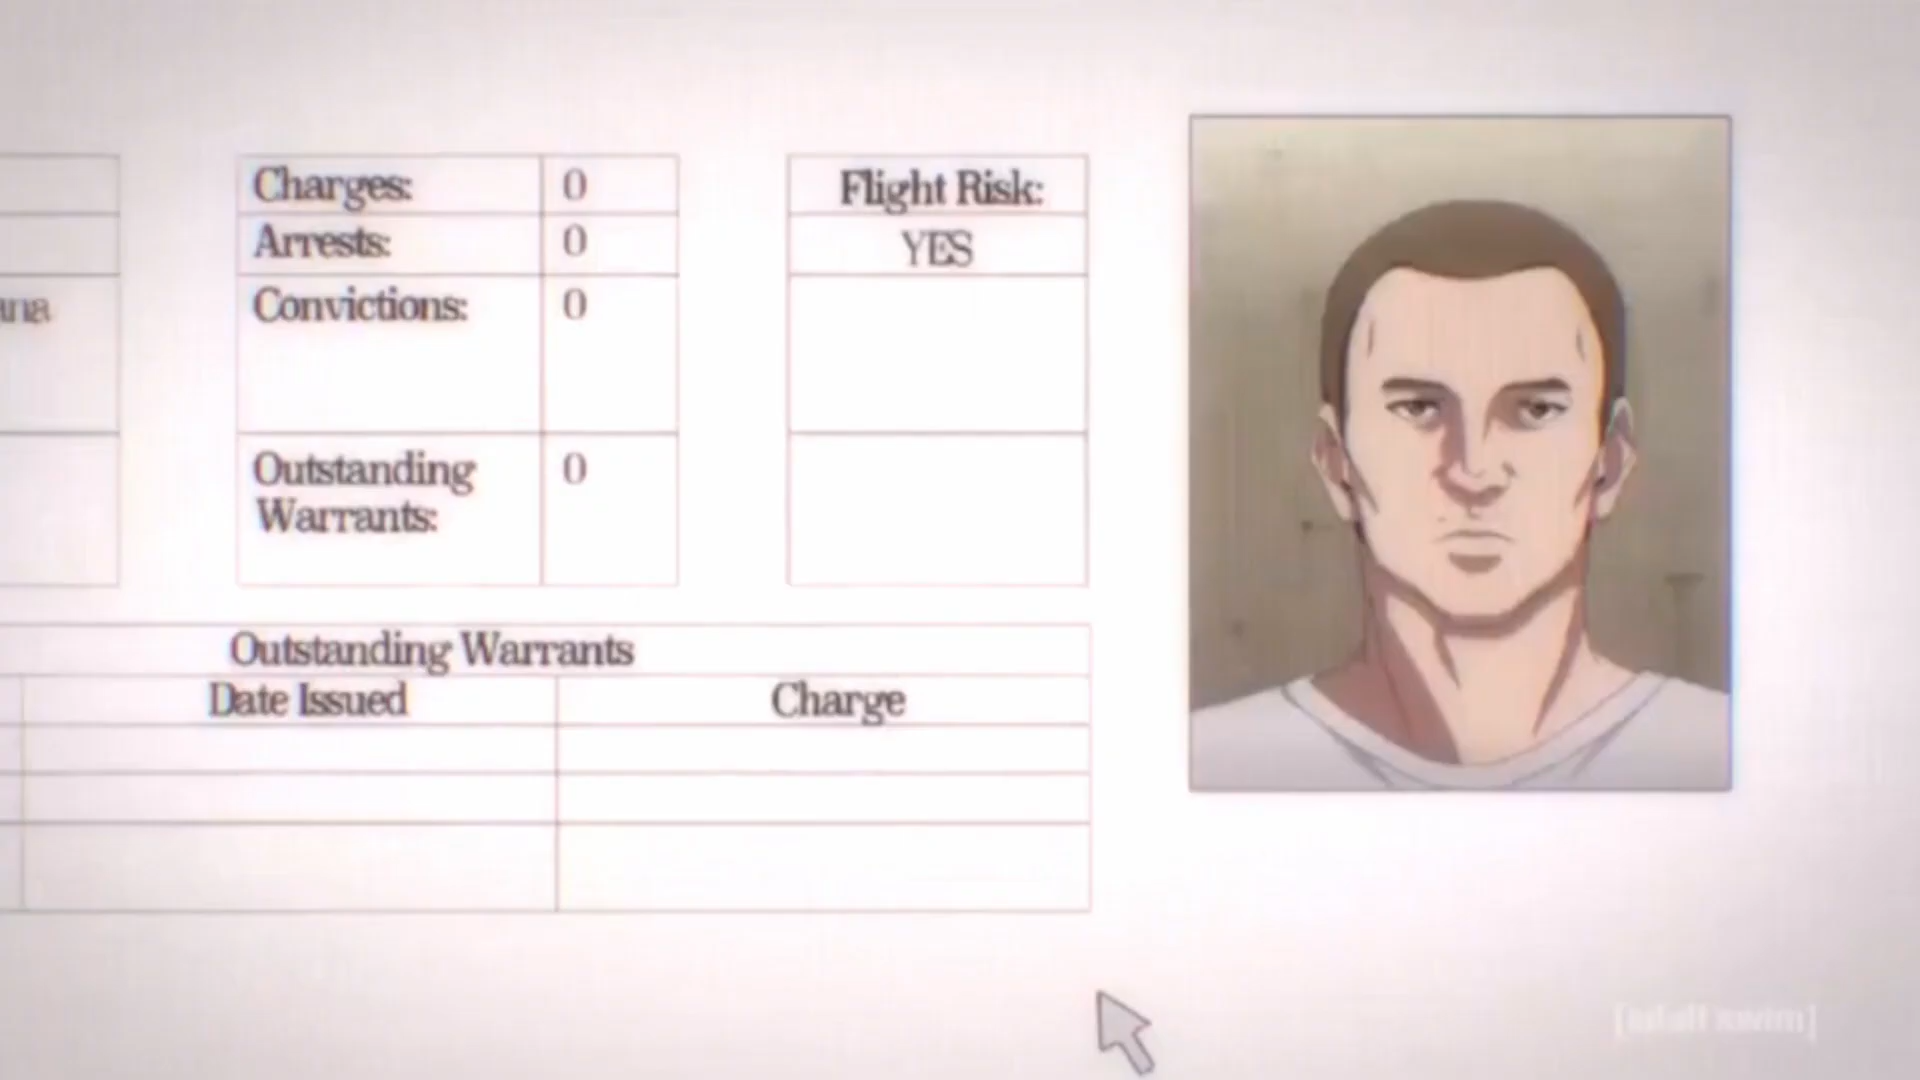 ana
Charges: 0
Arrests: 0
Convictions: 0
Outstanding
Warrants: 0
Flight Risk:
YES
Outstanding Warrants
Date Issued Charge
[adult swim]